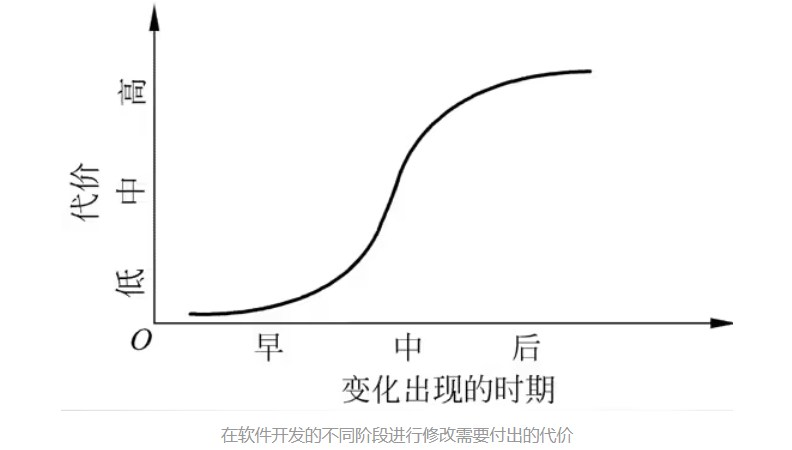 高
代价
中
低
O
早 中 后
变化出现的时期
在软件开发的不同阶段进行修改需要付出的代价